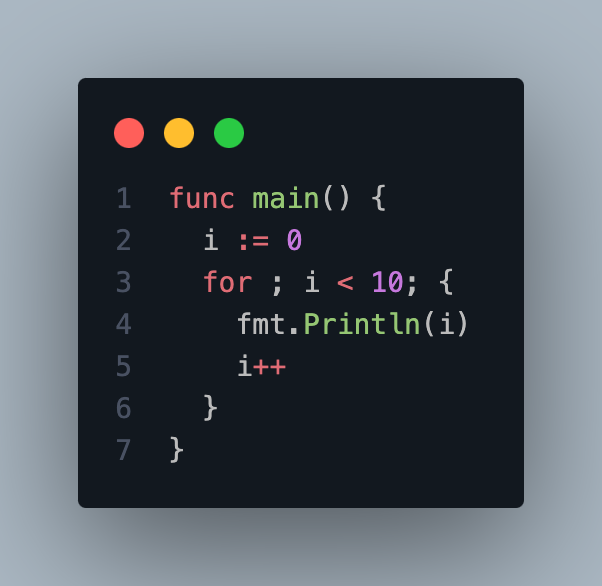 1 func main() {
2   i := 0
3   for ; i < 10; {
4     fmt.Println(i)
5     i++
6   }
7 }